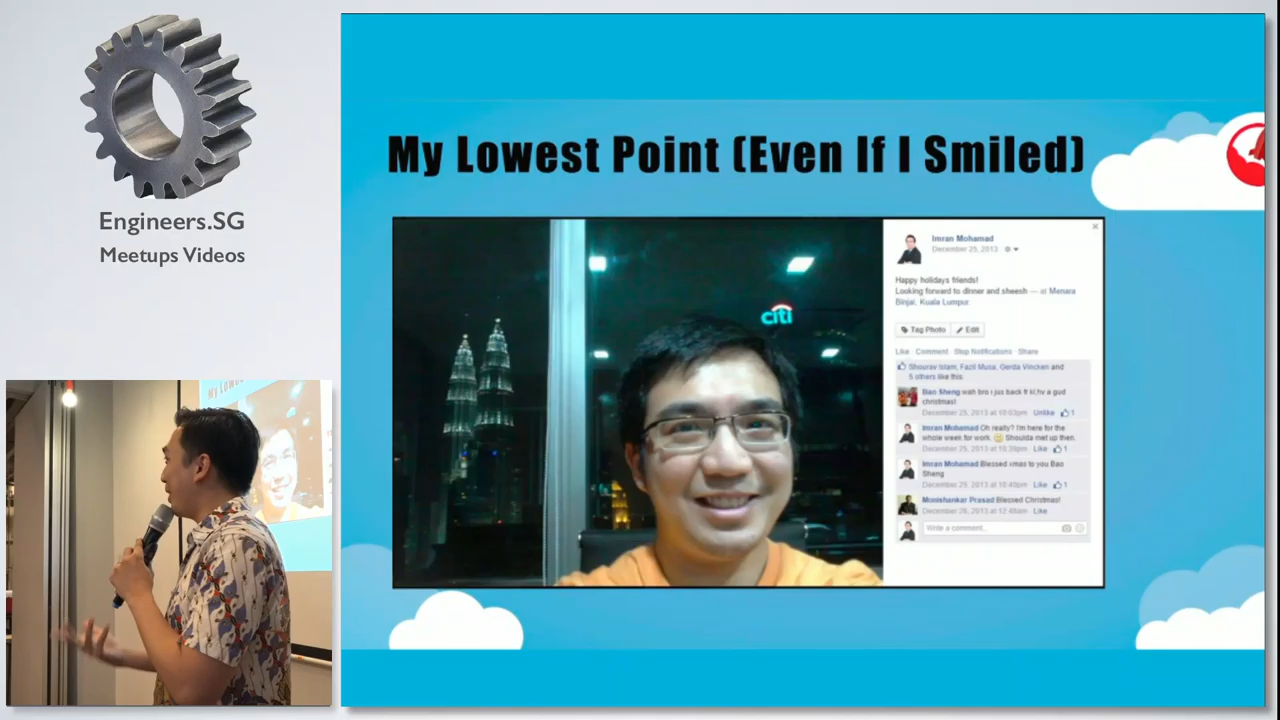 Engineers.SG
Meetups Videos
My Lowest Point (Even If I Smiled)
citi
Imran Mohamad
December 25, 2013
Happy holidays friends!
Looking forward to dinner and sheesh — at Menara
Binjai, Kuala Lumpur.
Tag Photo Edit
Like Comment Stop Notifications Share
Shourav Islam, Fazil Musa, Gerda Vincken and
5 others like this.
Bao Sheng wah bro i jus back fr kl,hv a gud
christmas!
December 25, 2013 at 10:03pm Unlike 1
Imran Mohamad Oh really? I'm here for the
whole week for work. Shoulda met up then.
December 25, 2013 at 10:39pm Like 1
Imran Mohamad Blessed xmas to you Bao
Sheng
December 25, 2013 at 10:40pm Like 1
Monishankar Prasad Blessed Christmas!
December 26, 2013 at 12:48am Like
Write a comment...
My Lowes